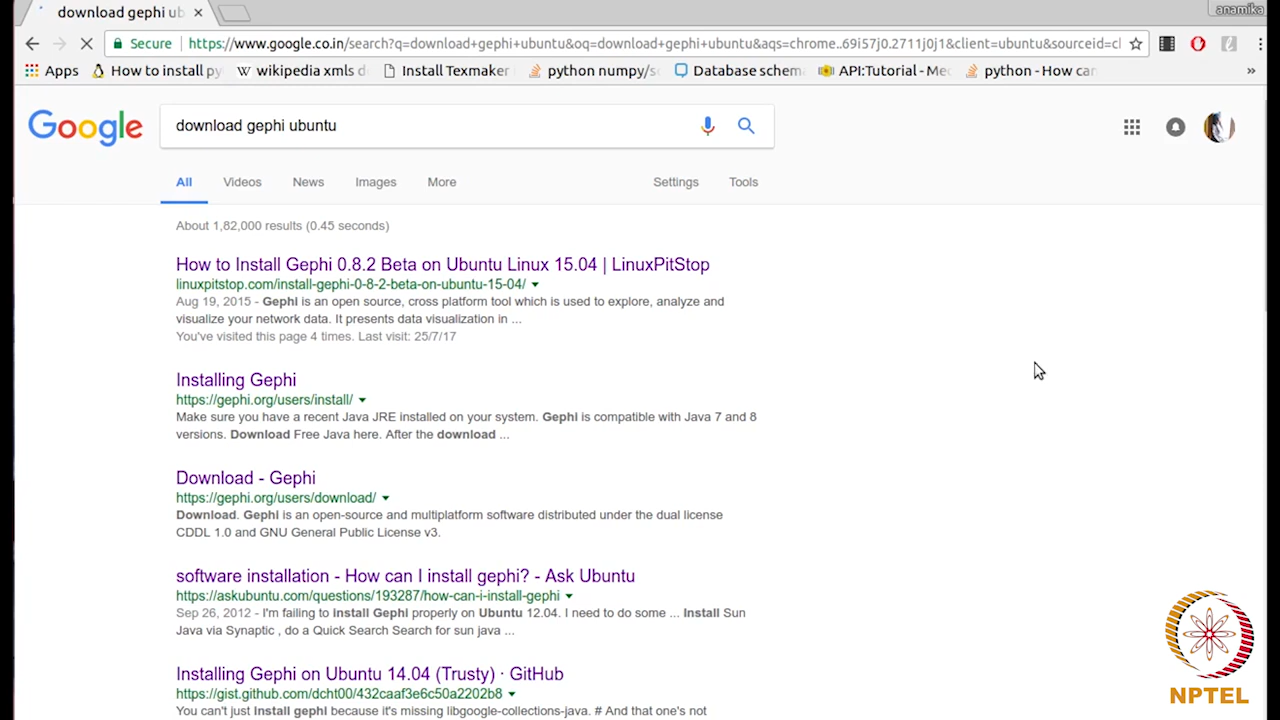 download gephi ub
anamika
Secure https://www.google.co.in/search?q=download+gephi+ubuntu&oq=download+gephi+ubuntu&aqs=chrome..69i57j0.2711j0j1&client=ubuntu&sourceid=cl
Apps How to install py wikipedia xmls d Install Texmaker python numpy/sc Database schema API:Tutorial - Med python - How can »
Google download gephi ubuntu
All Videos News Images More Settings Tools
About 1,82,000 results (0.45 seconds)
How to Install Gephi 0.8.2 Beta on Ubuntu Linux 15.04 | LinuxPitStop
linuxpitstop.com/install-gephi-0-8-2-beta-on-ubuntu-15-04/
Aug 19, 2015 - Gephi is an open source, cross platform tool which is used to explore, analyze and
visualize your network data. It presents data visualization in ...
You've visited this page 4 times. Last visit: 25/7/17
Installing Gephi
https://gephi.org/users/install/
Make sure you have a recent Java JRE installed on your system. Gephi is compatible with Java 7 and 8
versions. Download Free Java here. After the download ...
Download - Gephi
https://gephi.org/users/download/
Download. Gephi is an open-source and multiplatform software distributed under the dual license
CDDL 1.0 and GNU General Public License v3.
software installation - How can I install gephi? - Ask Ubuntu
https://askubuntu.com/questions/193287/how-can-i-install-gephi
Sep 26, 2012 - I'm failing to install Gephi properly on Ubuntu 12.04. I need to do some ... Install Sun
Java via Synaptic , do a Quick Search Search for sun java ...
Installing Gephi on Ubuntu 14.04 (Trusty) · GitHub
https://gist.github.com/dcht00/432caaf3e6c50a2202b8
You can't just install gephi because it's missing libgoogle-collections-java. # And that one's not
NPTEL